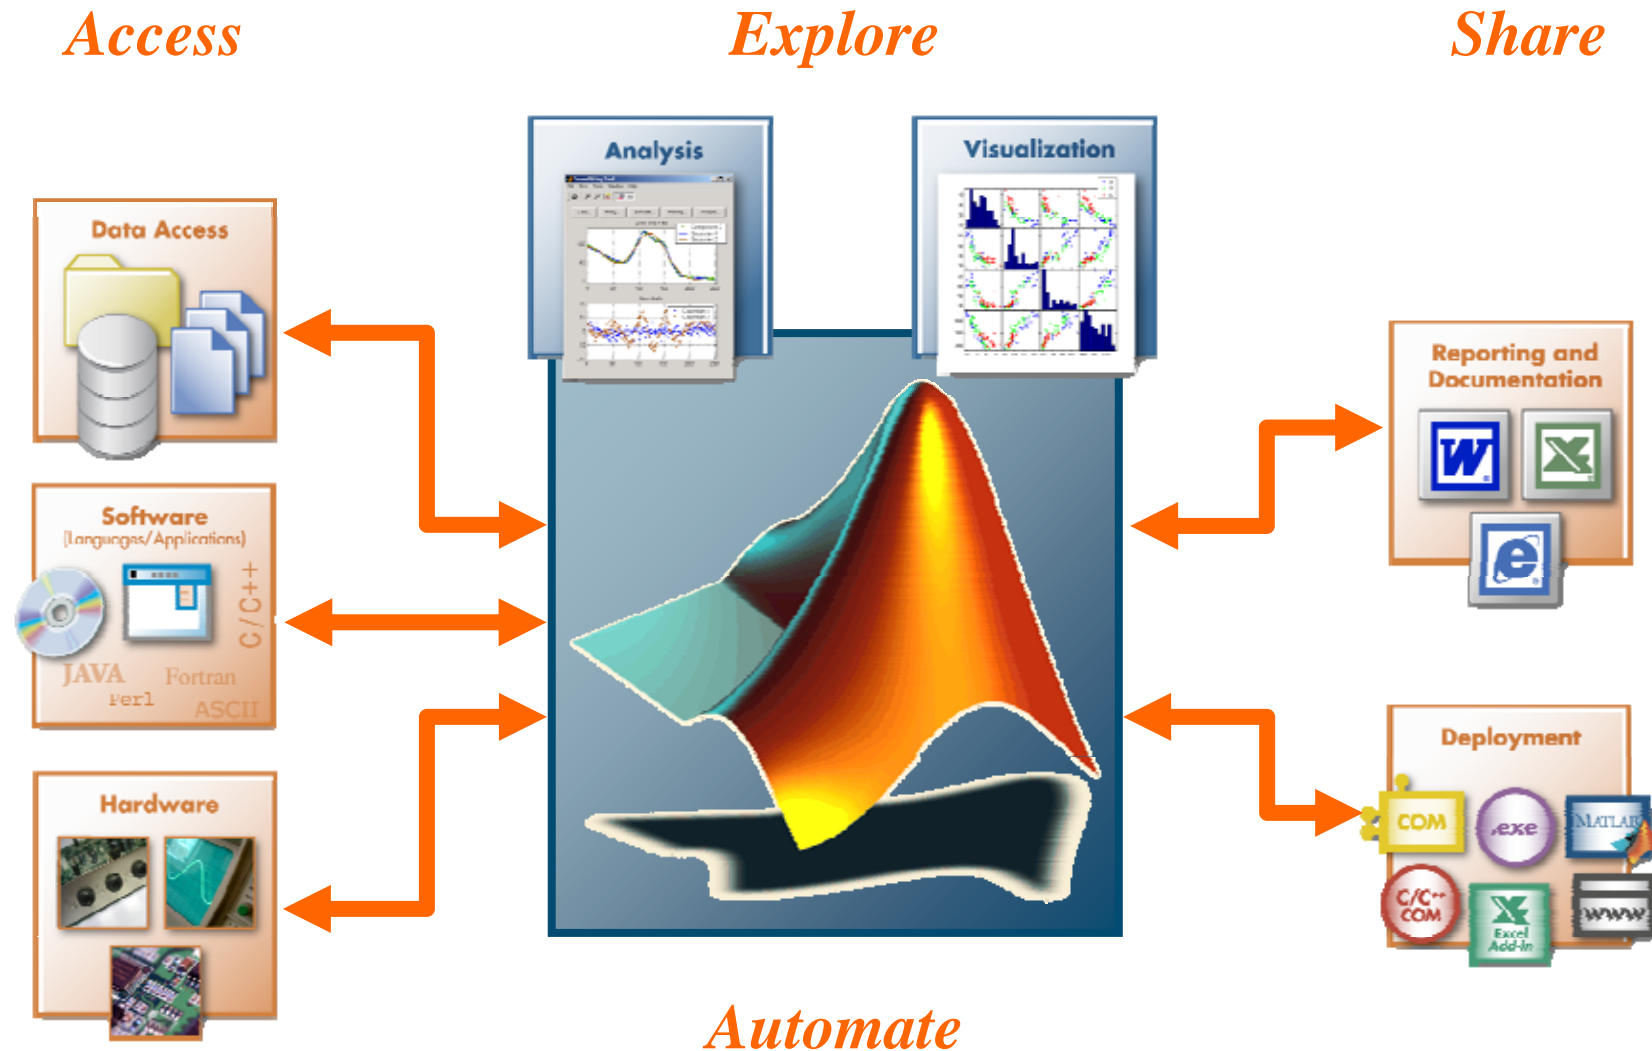 Access
Explore
Share
Data Access
Software
(Languages/Applications)
C/C++
JAVA
Fortran
Perl
ASCII
Hardware
Analysis
Visualization
Reporting and
Documentation
W
X
e
Deployment
COM
.exe
MATLAB
C/C++
COM
X
Excel
Add-in
www
Automate